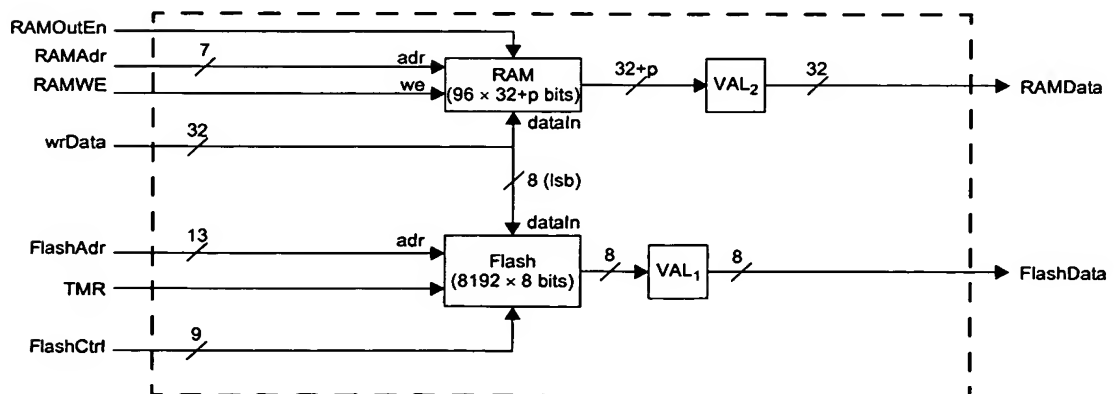 RAMOutEn
RAMAdr 7 adr
RAMWE we
RAM
(96 × 32+p bits)
32+p
VAL2
32
RAMData
dataIn
wrData 32
8 (lsb)
dataIn
FlashAdr 13 adr
Flash
(8192 × 8 bits)
8
VAL1
8
FlashData
TMR
FlashCtrl 9